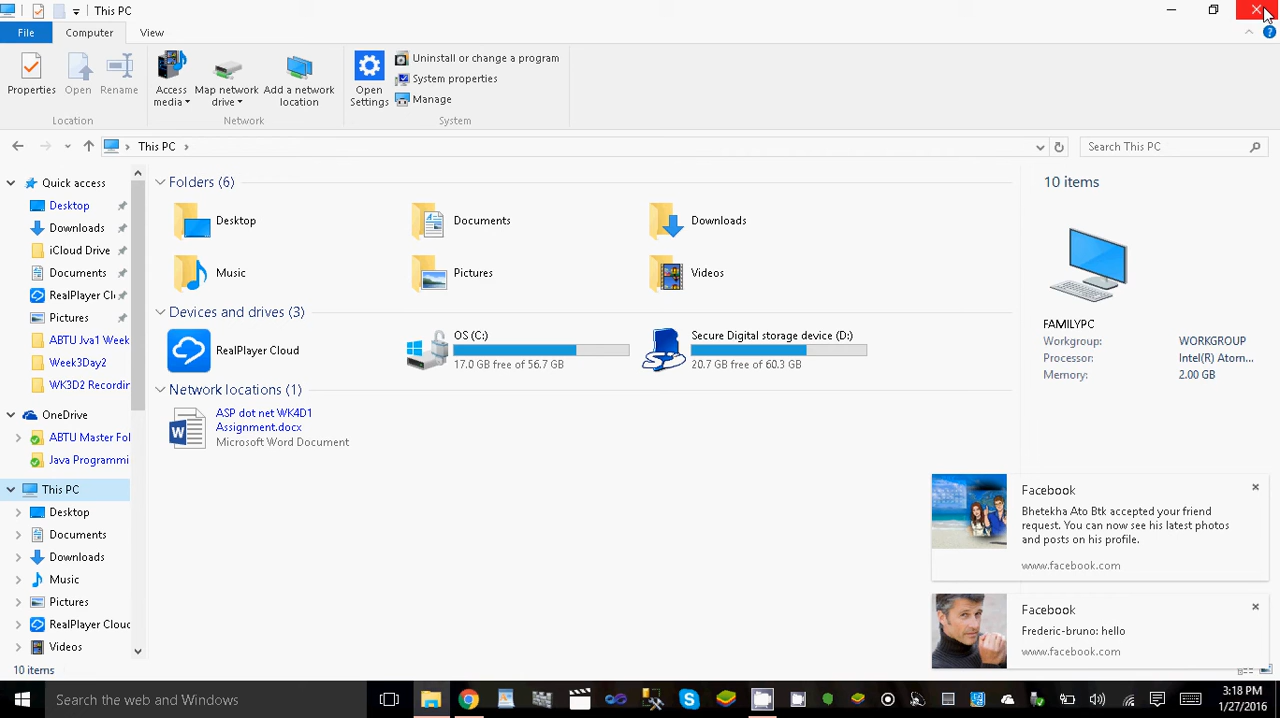 This PC
File
Computer
View
Properties
Open
Rename
Access media
Map network drive
Add a network location
Open Settings
Uninstall or change a program
System properties
Manage
Location
Network
System
This PC
Search This PC
Quick access
Desktop
Downloads
iCloud Drive
Documents
RealPlayer Cl
Pictures
ABTU Jva1 Week
Week3Day2
WK3D2 Recordin
OneDrive
ABTU Master Fol
Java Programmi
This PC
Desktop
Documents
Downloads
Music
Pictures
RealPlayer Cloud
Videos
10 items
Folders (6)
Desktop
Documents
Downloads
Music
Pictures
Videos
Devices and drives (3)
RealPlayer Cloud
OS (C:)
17.0 GB free of 56.7 GB
Secure Digital storage device (D:)
20.7 GB free of 60.3 GB
Network locations (1)
ASP dot net WK4D1
Assignment.docx
Microsoft Word Document
10 items
FAMILYPC
Workgroup: WORKGROUP
Processor: Intel(R) Atom...
Memory: 2.00 GB
Facebook
Bhetekha Ato Btk accepted your friend
request. You can now see his latest photos
and posts on his profile.
www.facebook.com
Facebook
Frederic-bruno: hello
www.facebook.com
Search the web and Windows
3:18 PM
1/27/2016